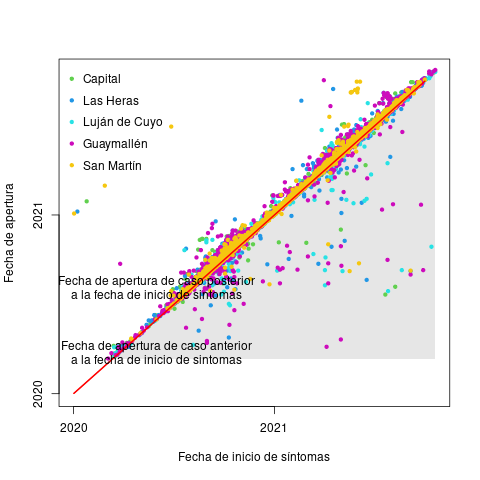 Capital
Las Heras
Luján de Cuyo
Guaymallén
San Martín
Fecha de apertura
2021
2020
Fecha de apertura de caso posterior
a la fecha de inicio de síntomas
Fecha de apertura de caso anterior
a la fecha de inicio de síntomas
2020
2021
Fecha de inicio de síntomas